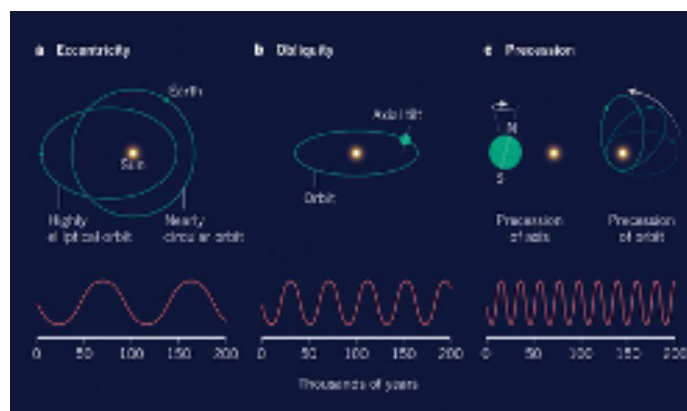 a Eccentricity
b Obliquity
c Precession
Earth
Sun
Highly
elliptical orbit
Nearly
circular orbit
Axial tilt
Orbit
N
S
Precession
of axis
Precession
of orbit
0 50 100 150 200
0 50 100 150 200
0 50 100 150 200
Thousands of years